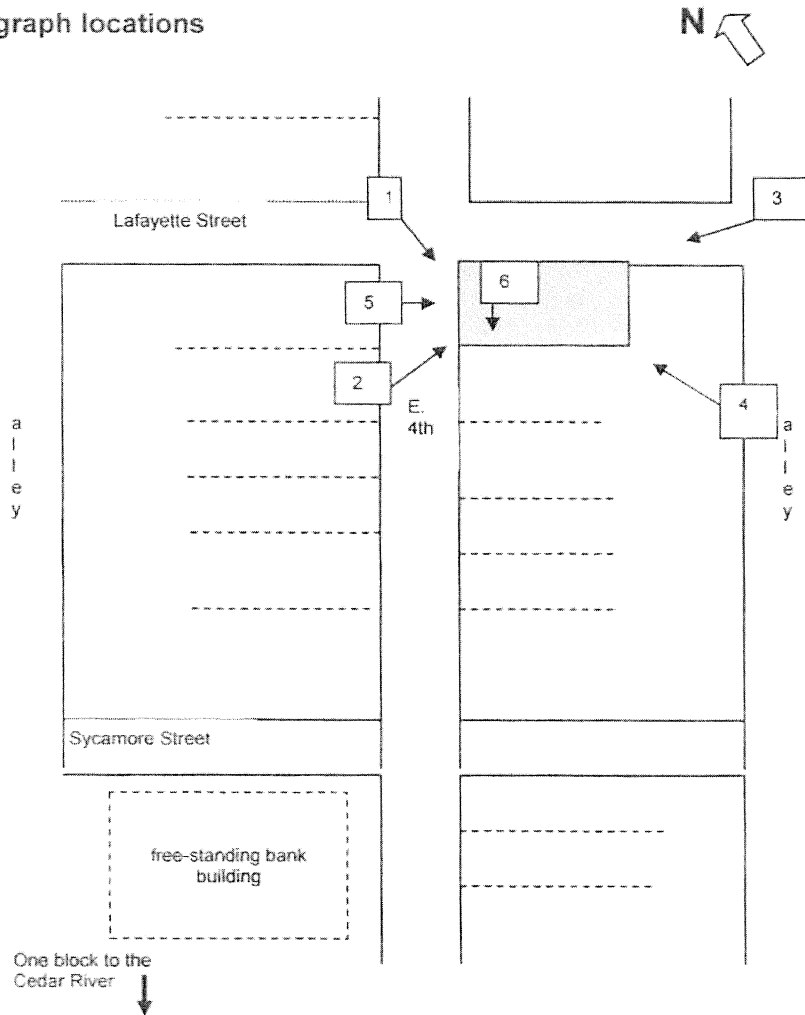 graph locations
N
1
3
Lafayette Street
6
5
2
E.
4th
4
a
l
l
e
y
a
l
l
e
y
Sycamore Street
free-standing bank
building
One block to the
Cedar River